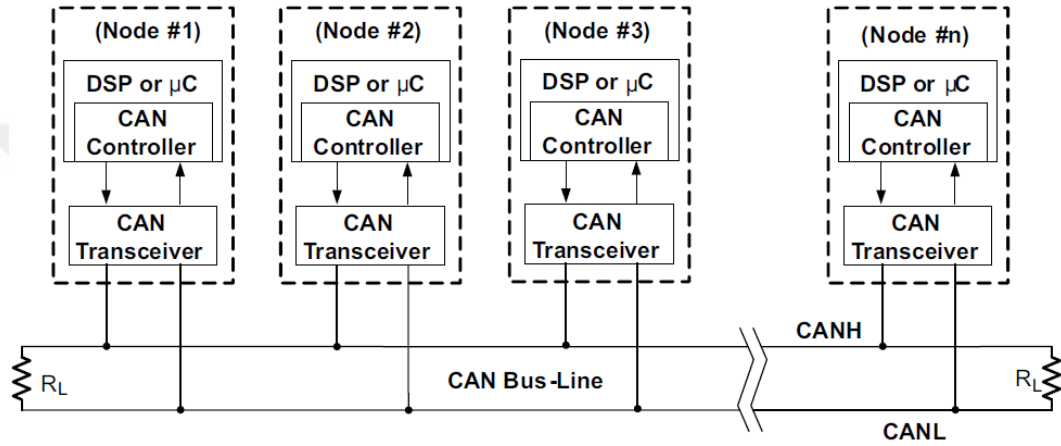 (Node #1)
DSP or μC
CAN
Controller
CAN
Transceiver
(Node #2)
DSP or μC
CAN
Controller
CAN
Transceiver
(Node #3)
DSP or μC
CAN
Controller
CAN
Transceiver
(Node #n)
DSP or μC
CAN
Controller
CAN
Transceiver
CANH
RL
CAN Bus-Line
RL
CANL